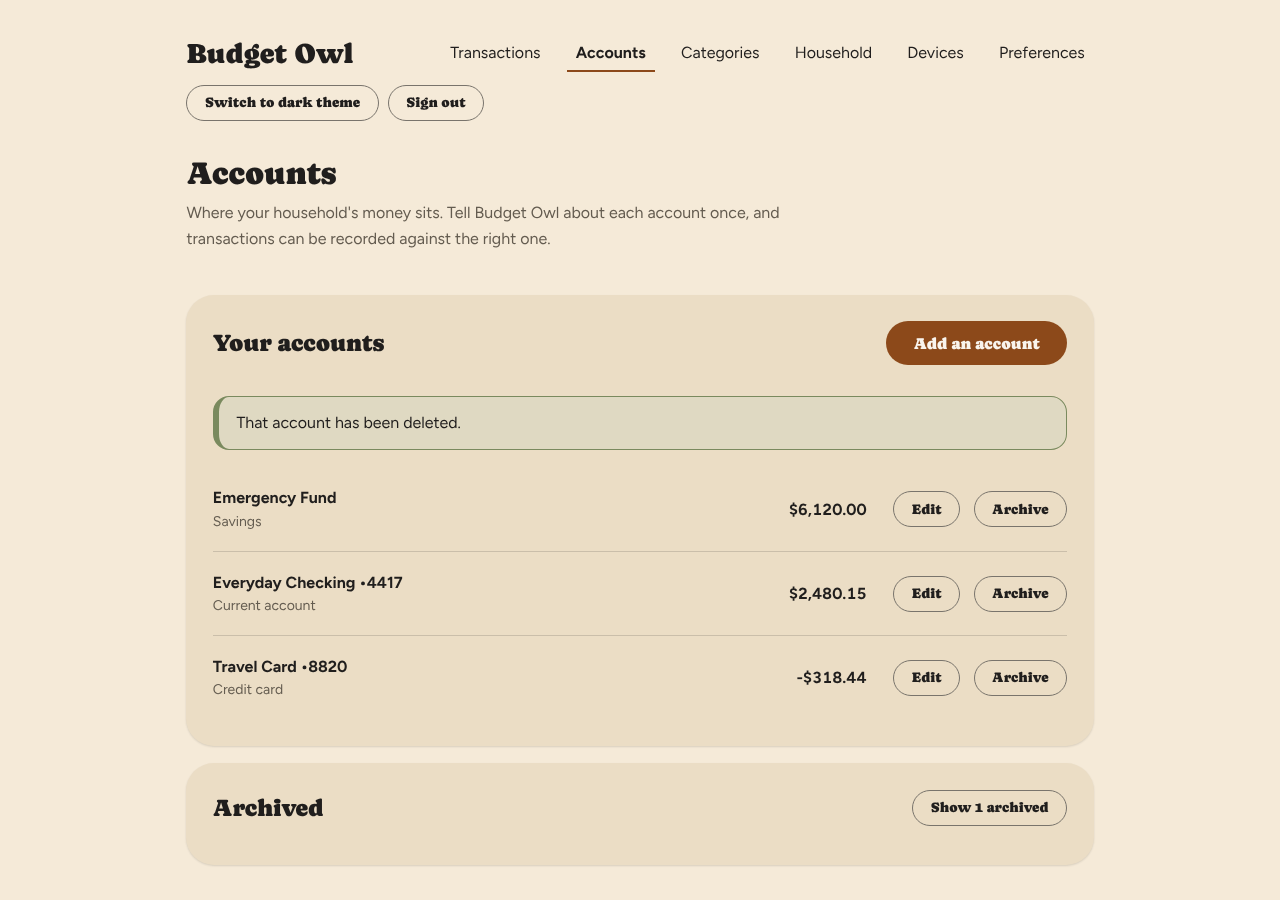 Budget Owl
Transactions
Accounts
Categories
Household
Devices
Preferences
Switch to dark theme
Sign out
Accounts
Where your household's money sits. Tell Budget Owl about each account once, and
transactions can be recorded against the right one.
Your accounts
Add an account
That account has been deleted.
Emergency Fund
Savings
$6,120.00
Edit
Archive
Everyday Checking •4417
Current account
$2,480.15
Edit
Archive
Travel Card •8820
Credit card
-$318.44
Edit
Archive
Archived
Show 1 archived